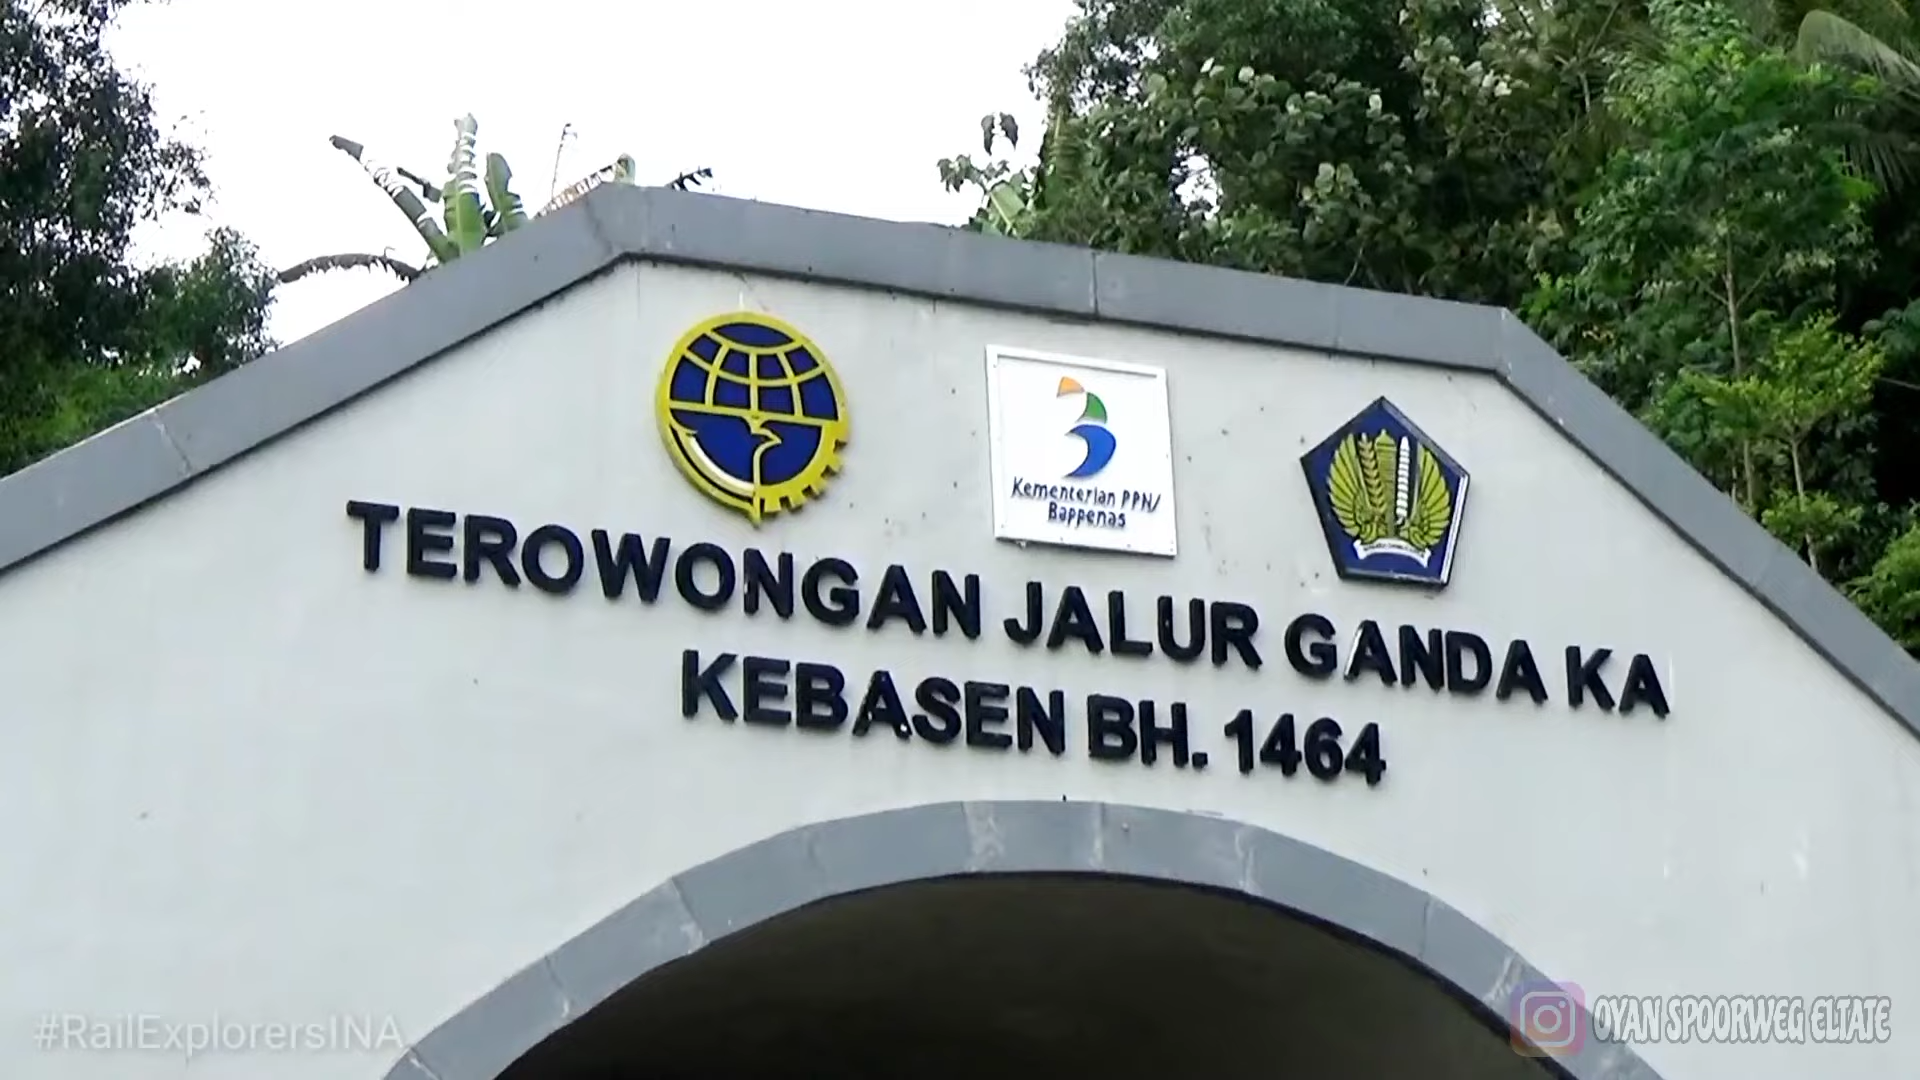 Kementerian PPN/
Bappenas
TEROWONGAN JALUR GANDA KA
KEBASEN BH. 1464
#RailExplorersINA
OYAN SPOORWEG ELTATE